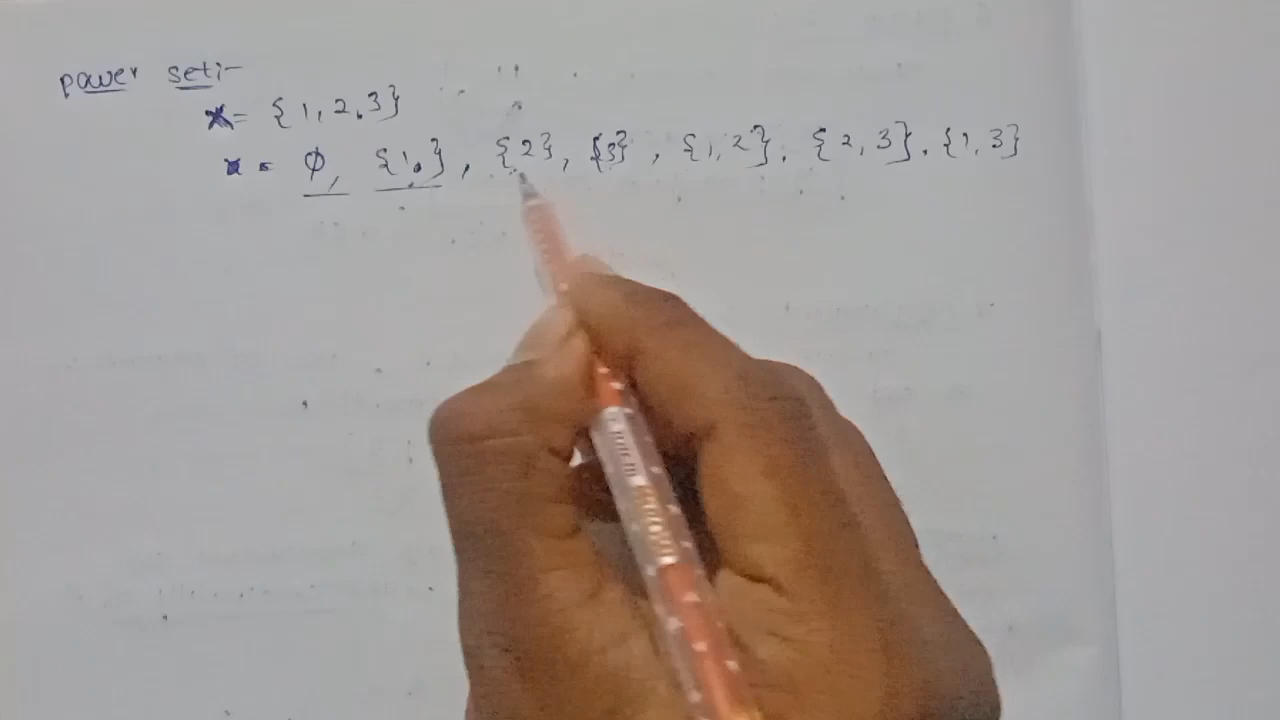 power set:-
x = {1, 2, 3}
x = φ, {1}, {2}, {3}, {1, 2}, {2, 3}, {1, 3}